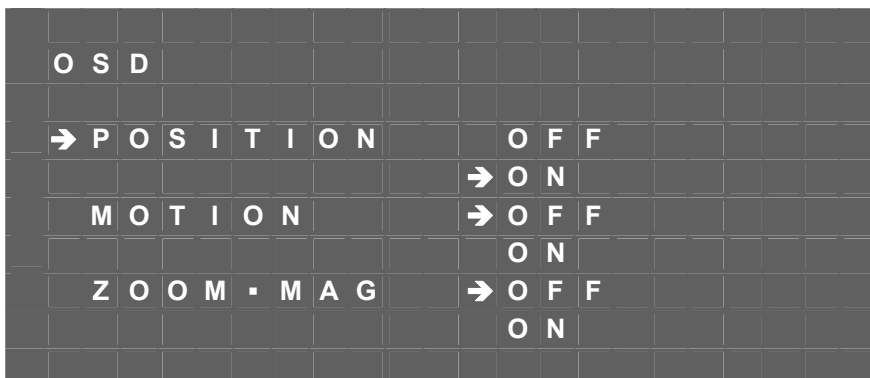 OSD
➔ POSITION OFF
➔ ON
MOTION ➔ OFF
ON
ZOOM▪MAG ➔ OFF
ON